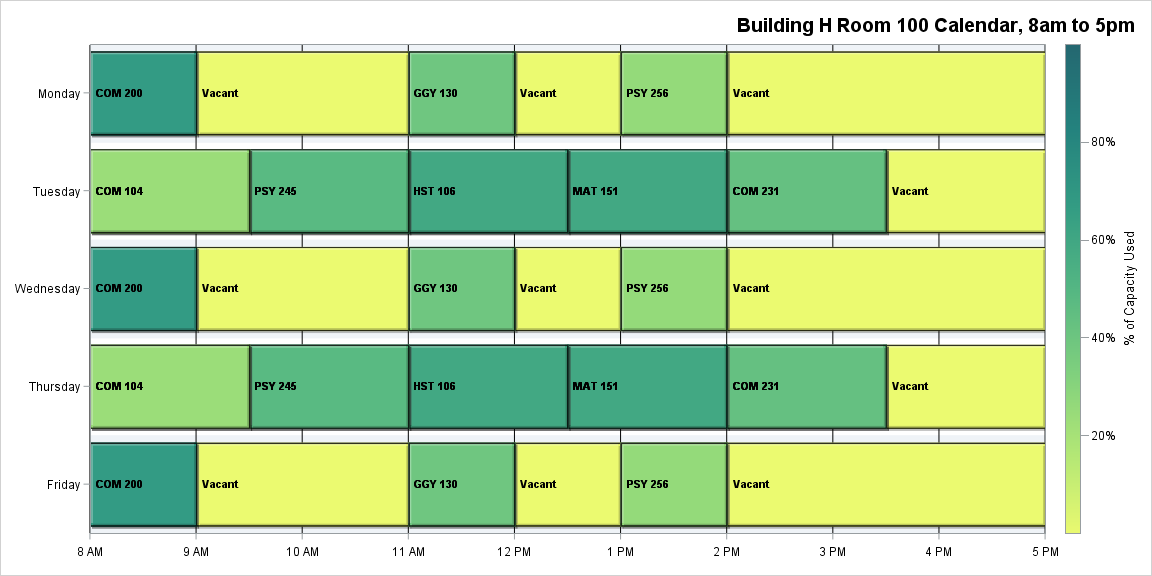 Building H Room 100 Calendar, 8am to 5pm
Monday
COM 200
Vacant
GGY 130
Vacant
PSY 256
Vacant
Tuesday
COM 104
PSY 245
HST 106
MAT 151
COM 231
Vacant
Wednesday
COM 200
Vacant
GGY 130
Vacant
PSY 256
Vacant
Thursday
COM 104
PSY 245
HST 106
MAT 151
COM 231
Vacant
Friday
COM 200
Vacant
GGY 130
Vacant
PSY 256
Vacant
8 AM
9 AM
10 AM
11 AM
12 PM
1 PM
2 PM
3 PM
4 PM
5 PM
80%
60%
40%
20%
% of Capacity Used